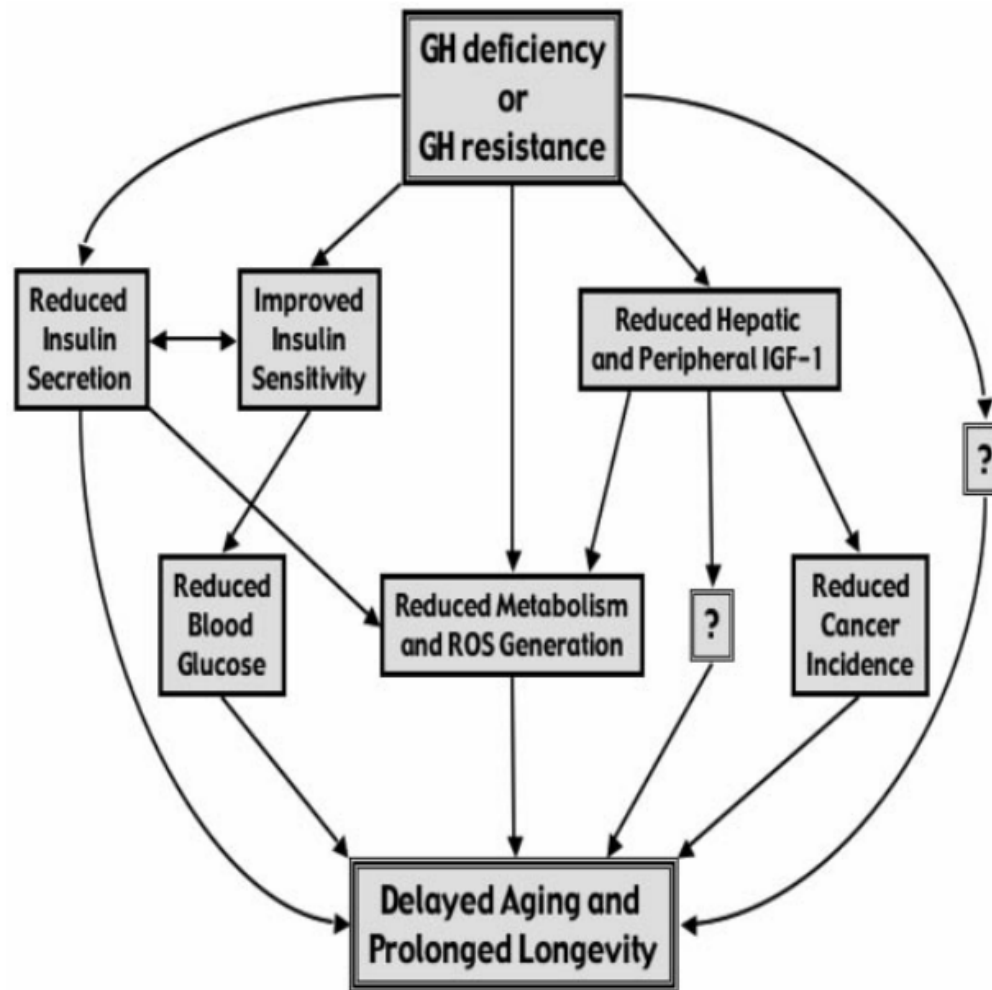 GH deficiency
or
GH resistance
Reduced
Insulin
Secretion
Improved
Insulin
Sensitivity
Reduced Hepatic
and Peripheral IGF-1
?
Reduced
Blood
Glucose
Reduced Metabolism
and ROS Generation
?
Reduced
Cancer
Incidence
Delayed Aging and
Prolonged Longevity